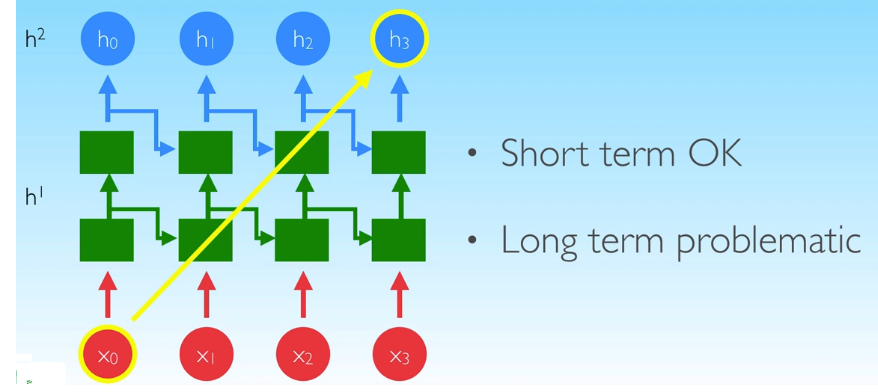 h² h₀ h₁ h₂ h₃
• Short term OK
h¹
• Long term problematic
x₀ x₁ x₂ x₃